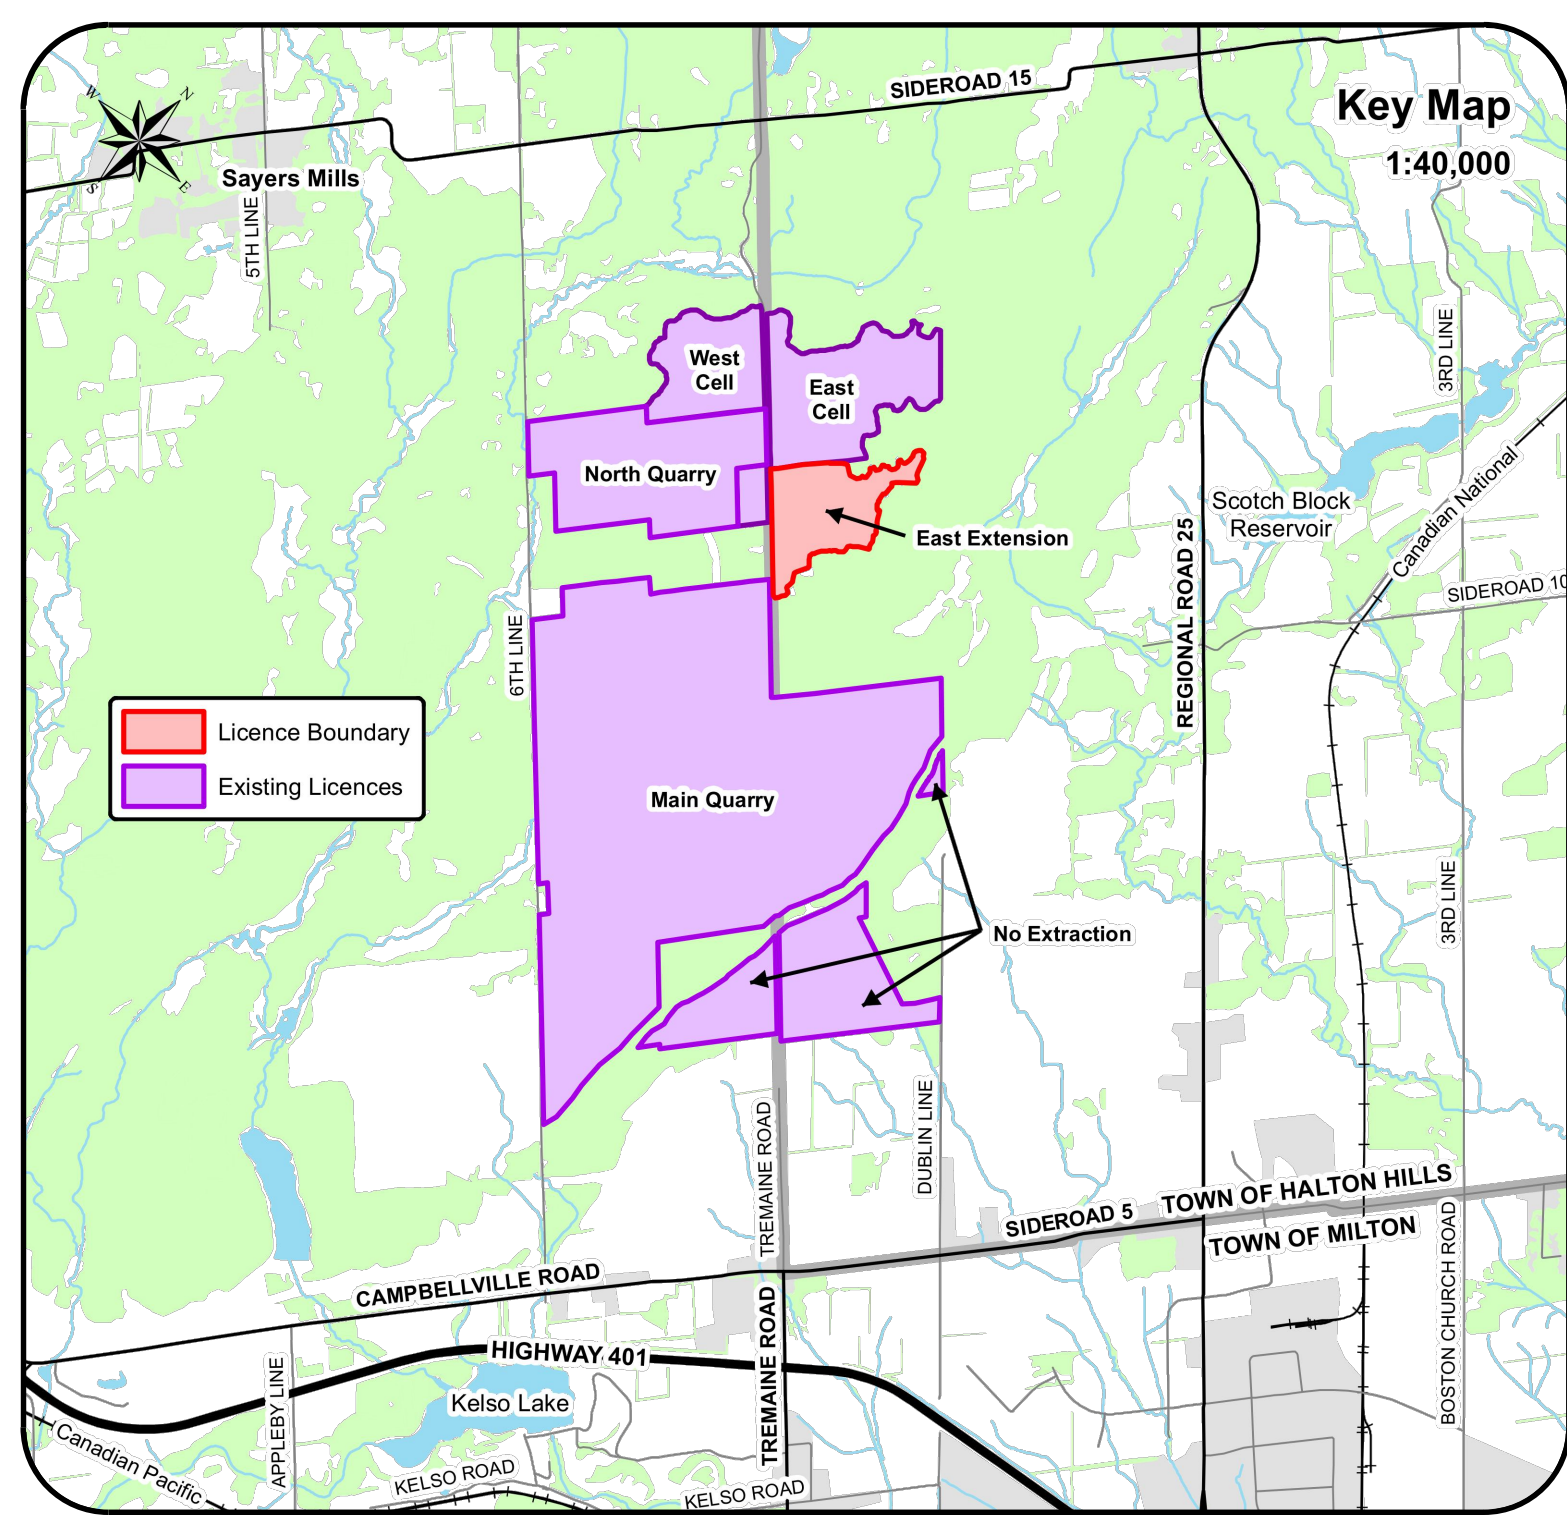 SIDEROAD 15
Key Map
1:40,000
W
N
S
E
Sayers Mills
5TH LINE
West
Cell
East
Cell
North Quarry
East Extension
3RD LINE
Scotch Block
Reservoir
Canadian National
SIDEROAD 10
REGIONAL ROAD 25
6TH LINE
Licence Boundary
Existing Licences
Main Quarry
No Extraction
3RD LINE
TREMAINE ROAD
DUBLIN LINE
SIDEROAD 5
TOWN OF HALTON HILLS
TOWN OF MILTON
CAMPBELLVILLE ROAD
HIGHWAY 401
Kelso Lake
TREMAINE ROAD
BOSTON CHURCH ROAD
APPLEBY LINE
Canadian Pacific
KELSO ROAD
KELSO ROAD